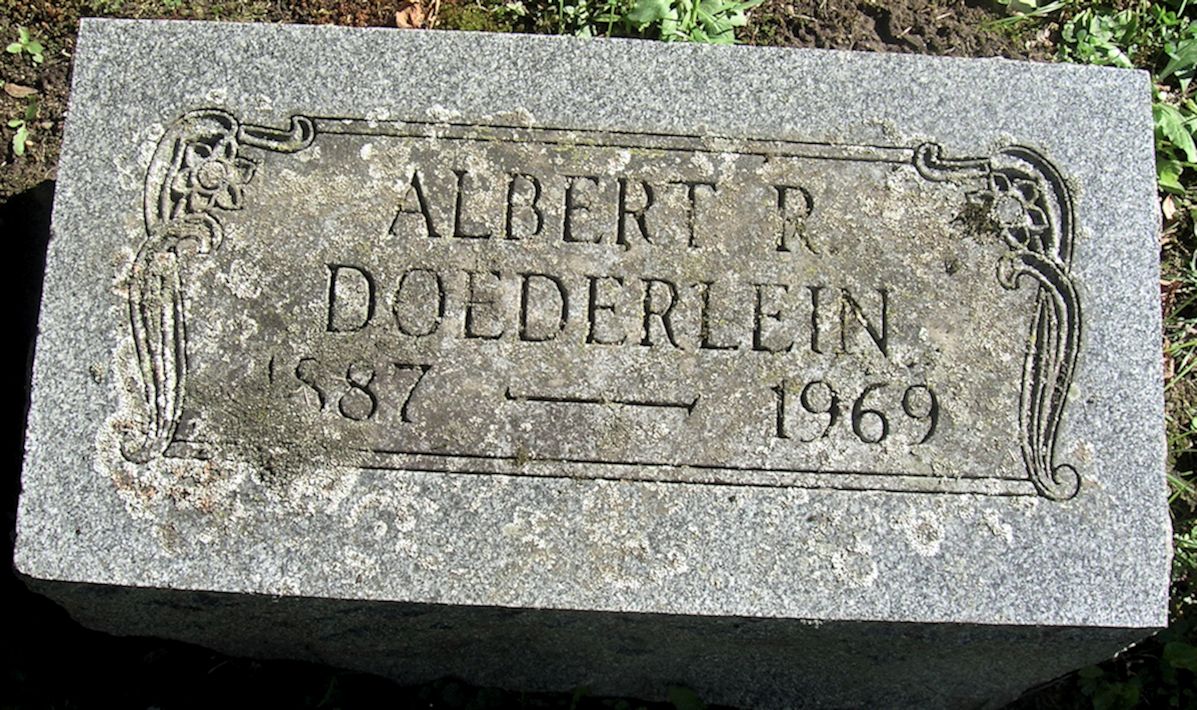 ALBERT R.
DOEDERLEIN
1887 — 1969